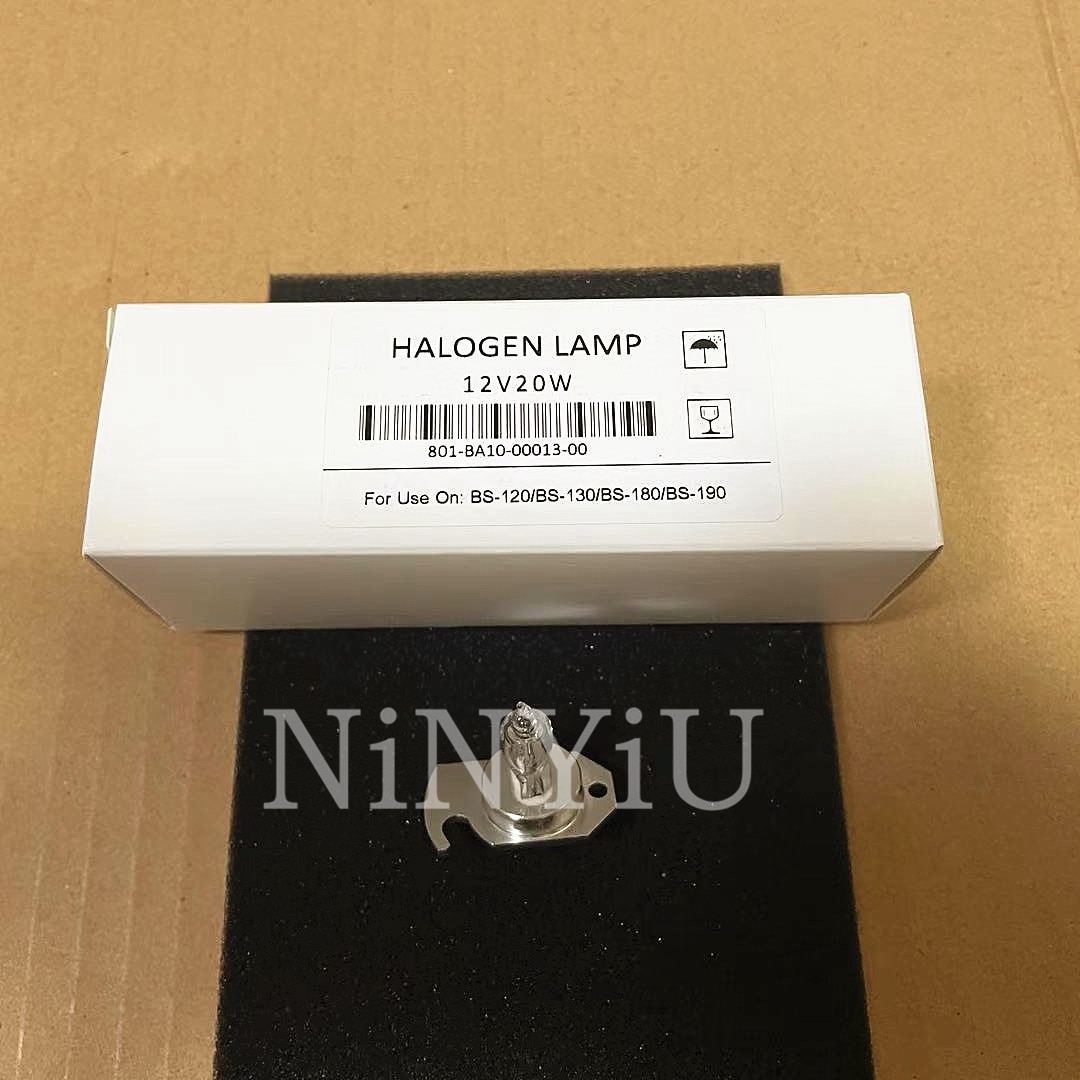 HALOGEN LAMP
12V20W
801-BA10-00013-00
For Use On: BS-120/BS-130/BS-180/BS-190
NiNYiU